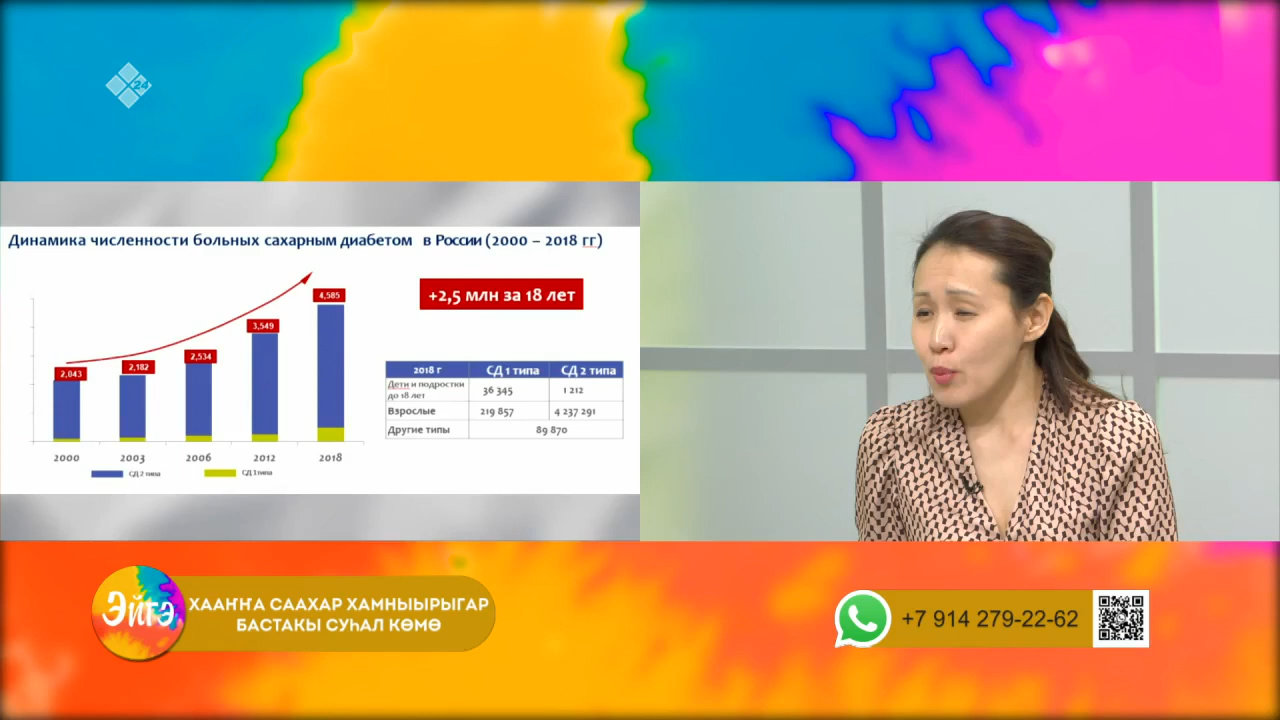 X24
Динамика численности больных сахарным диабетом в России (2000 – 2018 гг)
+2,5 млн за 18 лет
4,585
3,549
2,534
2,182
2,043
2000 2003 2006 2012 2018
СД 2 типа СД 1 типа
2018 г СД 1 типа СД 2 типа
Дети и подростки
до 18 лет 36 345 1 212
Взрослые 219 857 4 237 291
Другие типы 89 870
Эйгэ
ХААҤҤА СААХАР ХАМНЫЫРЫГАР
БАСТАКЫ СУҺАЛ КӨМӨ
+7 914 279-22-62